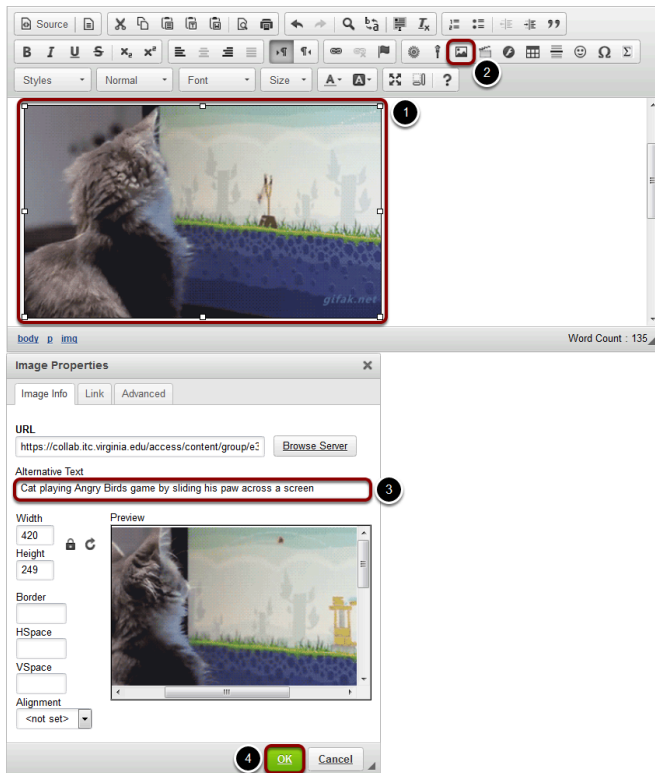 Source
B I U S x₂ x² ¶ ¶ Ω Σ
2
Styles Normal Font Size A A ?
1
gifak.net
body p img Word Count : 135
Image Properties
Image Info Link Advanced
URL
https://collab.itc.virginia.edu/access/content/group/e3 Browse Server
Alternative Text
Cat playing Angry Birds game by sliding his paw across a screen
3
Width Preview
420
Height
249
Border
HSpace
VSpace
Alignment
<not set>
4 OK Cancel